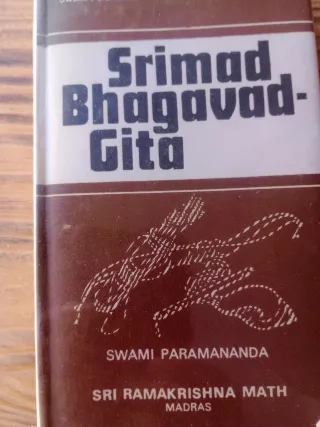 Srimad
Bhagavad-
Gita
SWAMI PARAMANANDA
SRI RAMAKRISHNA MATH
MADRAS